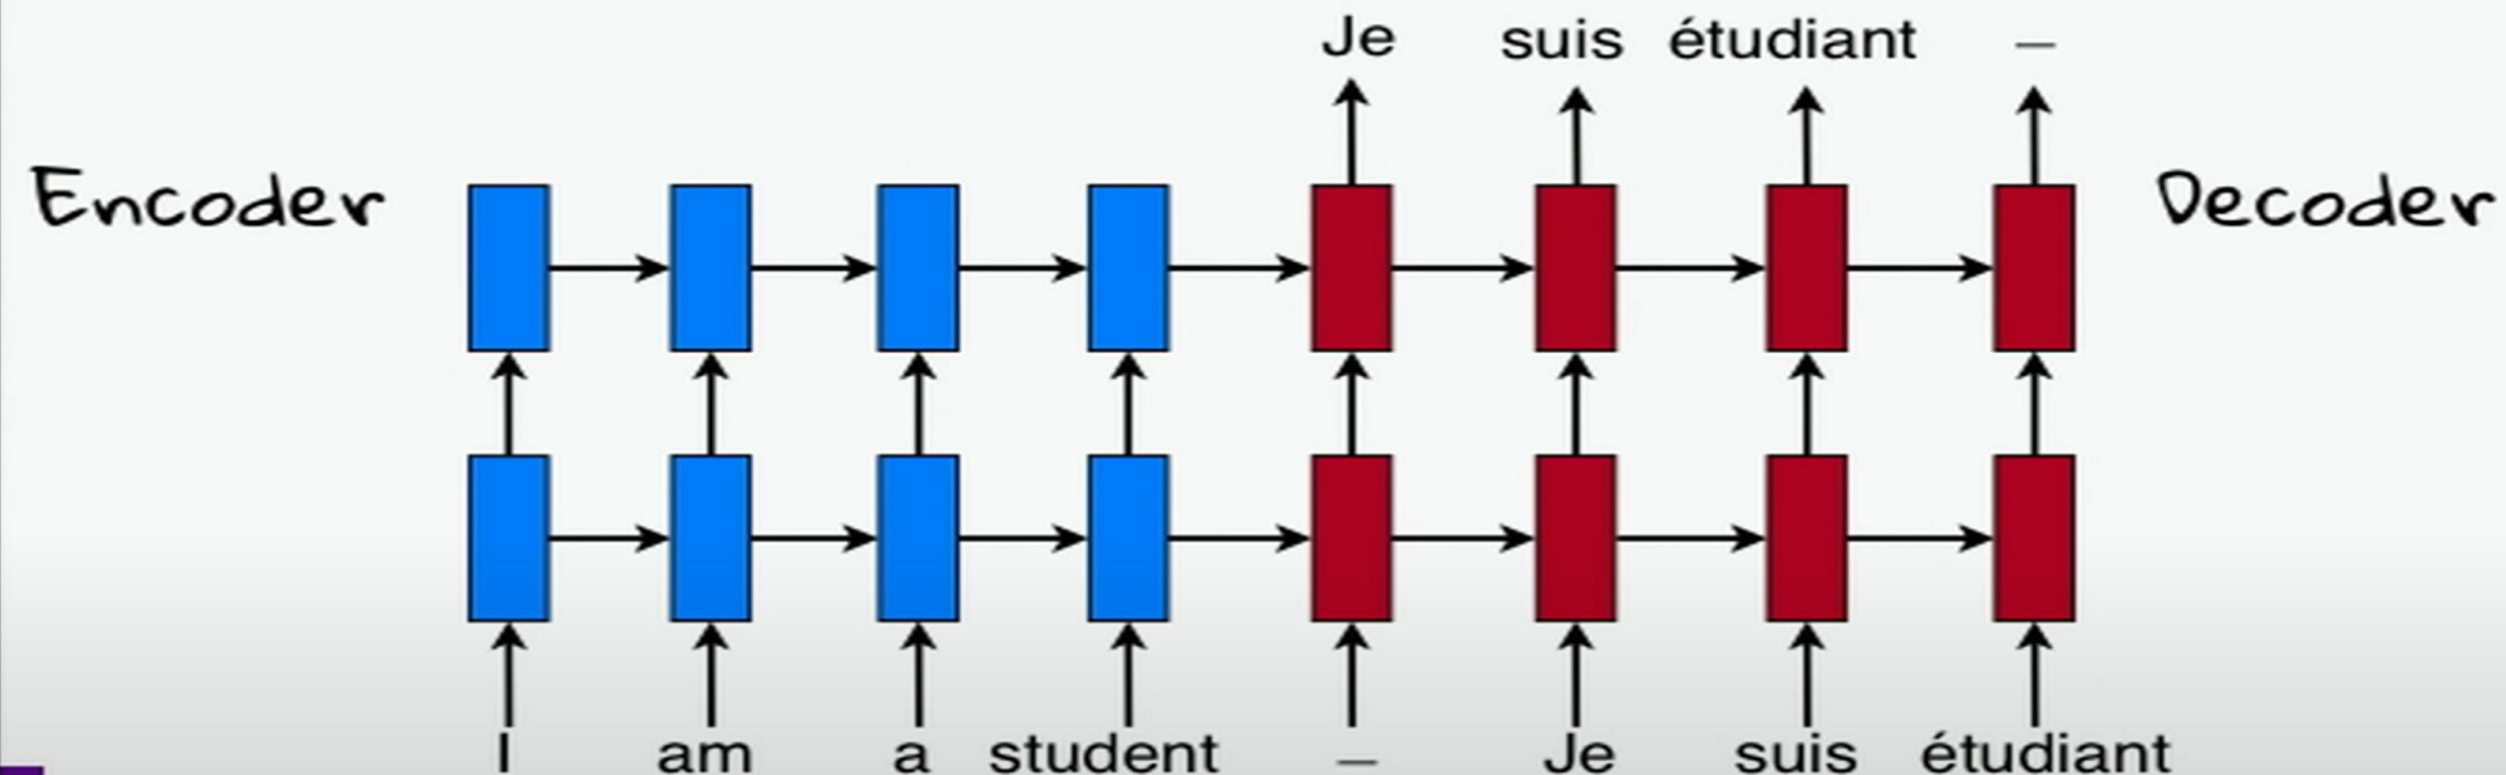 Je suis étudiant _
Encoder Decoder
I am a student _ Je suis étudiant